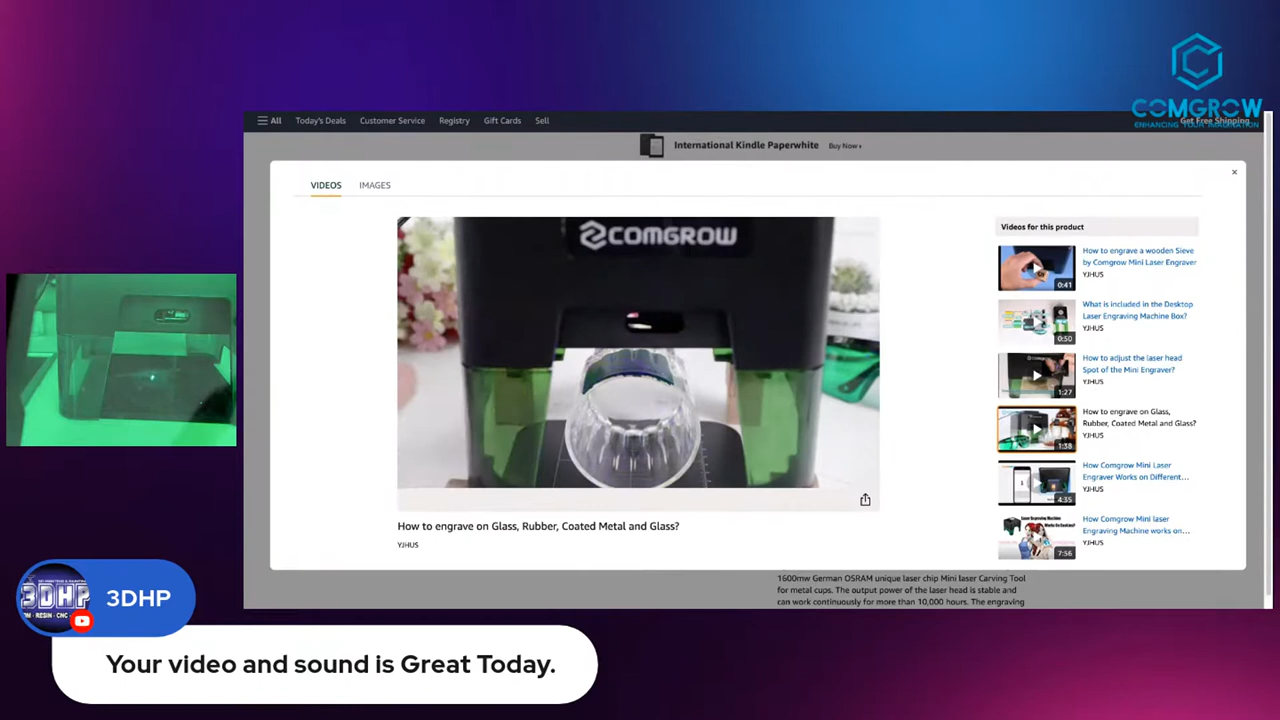 COMGROW
ENHANCING YOUR IMAGINATION
All Today's Deals Customer Service Registry Gift Cards Sell
Get Free Shipping
International Kindle Paperwhite Buy Now
VIDEOS IMAGES
×
COMGROW
How to engrave on Glass, Rubber, Coated Metal and Glass?
YJHUS
Videos for this product
How to engrave a wooden Sieve
by Comgrow Mini Laser Engraver
YJHUS
0:41
What is included in the Desktop
Laser Engraving Machine Box?
YJHUS
0:50
How to adjust the laser head
Spot of the Mini Engraver?
YJHUS
1:27
How to engrave on Glass,
Rubber, Coated Metal and Glass?
YJHUS
1:38
How Comgrow Mini Laser
Engraver Works on Different...
YJHUS
4:35
How Comgrow Mini laser
Engraving Machine works on...
YJHUS
7:56
1600mw German OSRAM unique laser chip Mini laser Carving Tool
for metal cups. The output power of the laser head is stable and
can work continuously for more than 10,000 hours. The engraving
3DHP
3DHP
Your video and sound is Great Today.